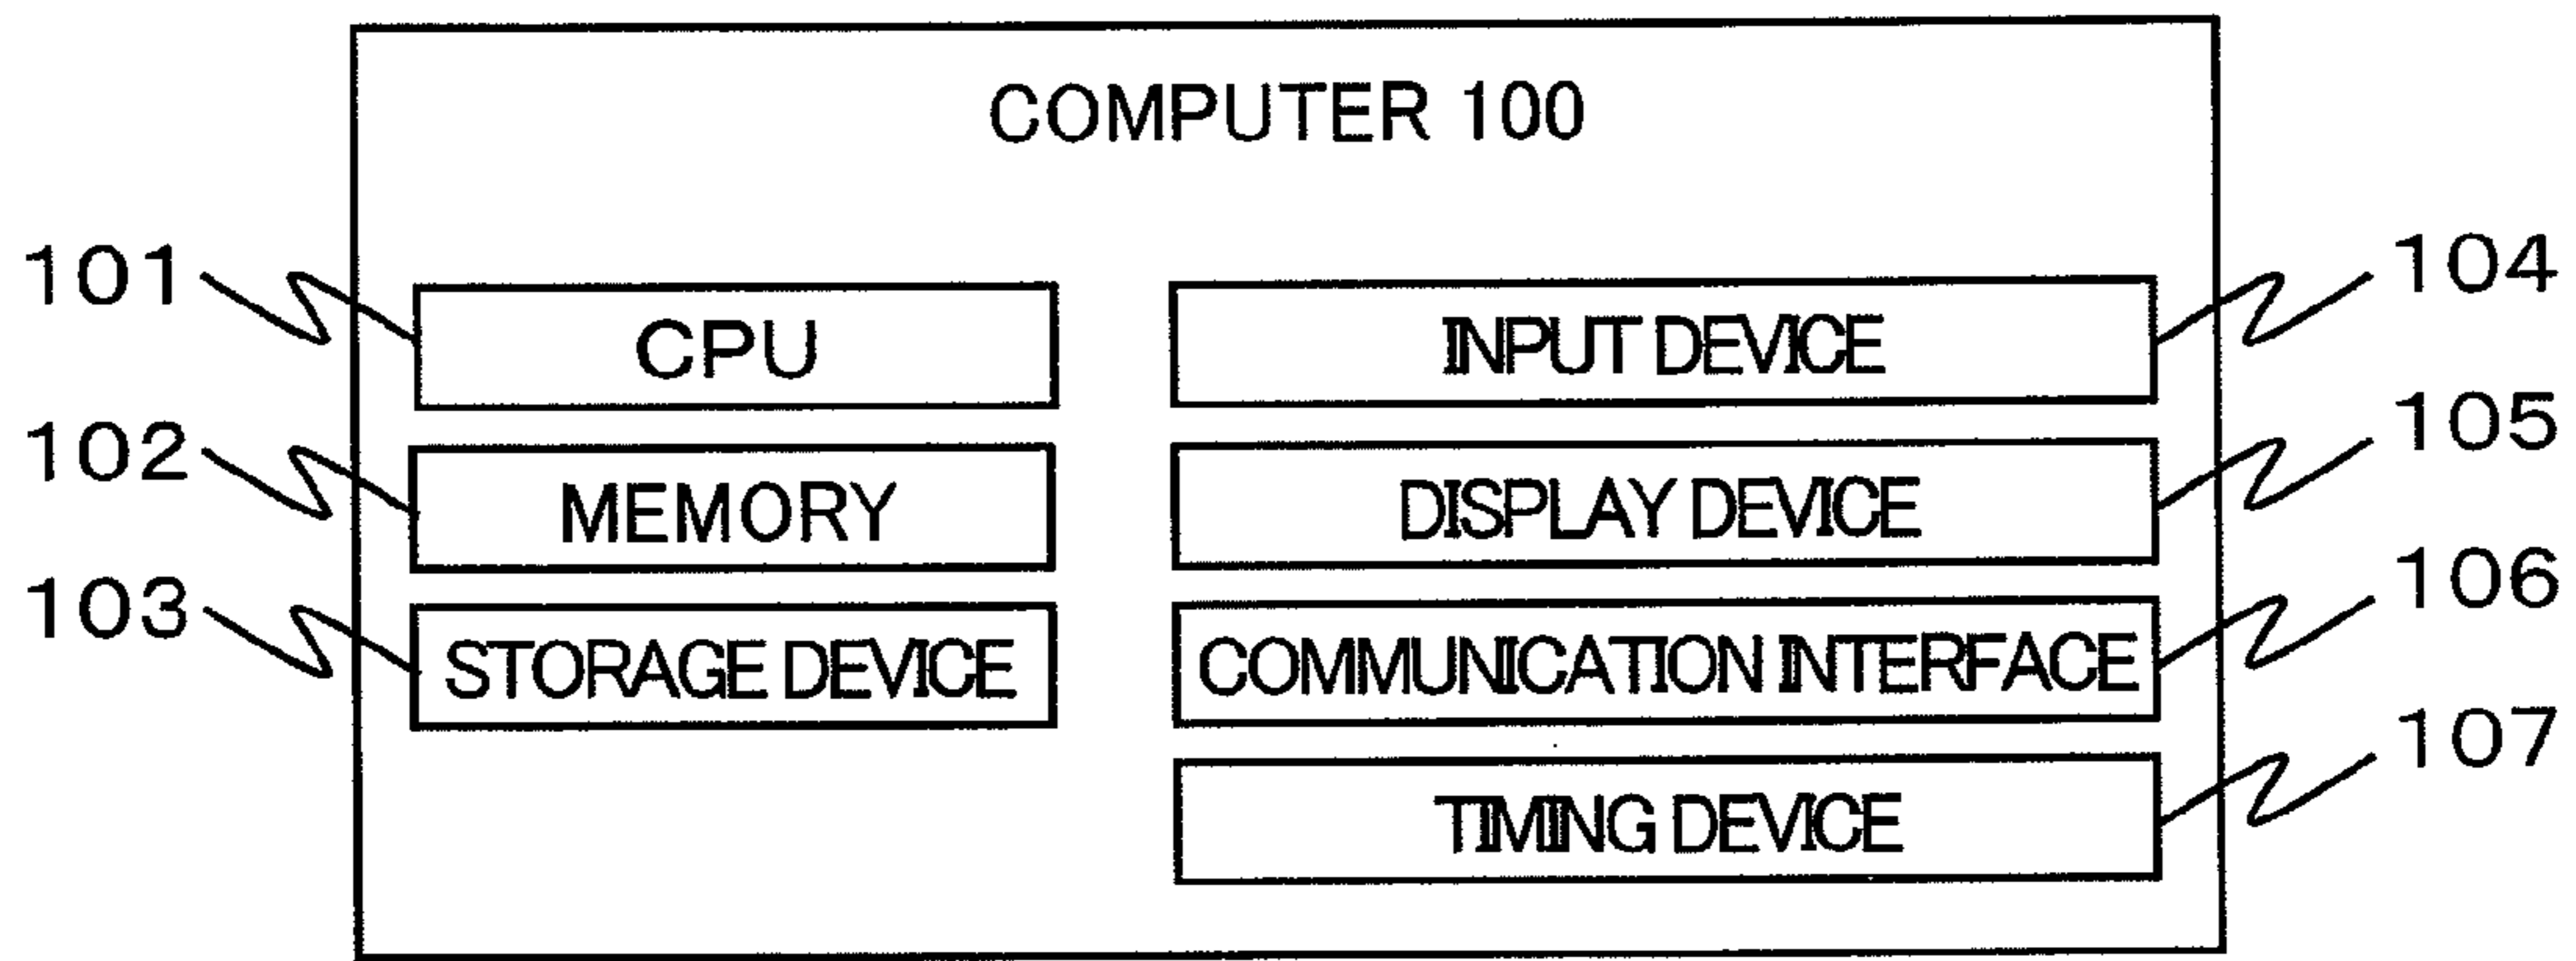 COMPUTER 100
101 CPU
102 MEMORY
103 STORAGE DEVICE
INPUT DEVICE 104
DISPLAY DEVICE 105
COMMUNICATION INTERFACE 106
TIMING DEVICE 107